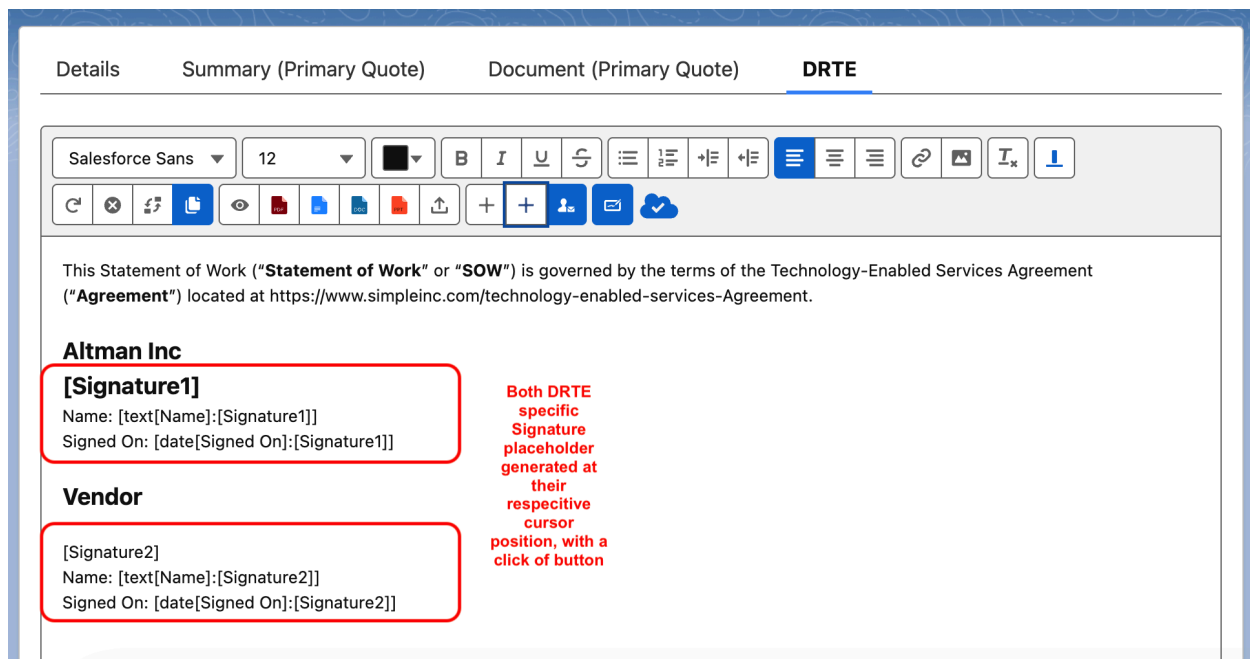 Details Summary (Primary Quote) Document (Primary Quote) DRTE
Salesforce Sans 12 B I U S
PDF DOC PPT
This Statement of Work (“Statement of Work” or “SOW”) is governed by the terms of the Technology-Enabled Services Agreement
(“Agreement”) located at https://www.simpleinc.com/technology-enabled-services-Agreement.
Altman Inc
[Signature1]
Name: [text[Name]:[Signature1]]
Signed On: [date[Signed On]:[Signature1]]
Vendor
[Signature2]
Name: [text[Name]:[Signature2]]
Signed On: [date[Signed On]:[Signature2]]
Both DRTE
specific
Signature
placeholder
generated at
their
respecitive
cursor
position, with a
click of button